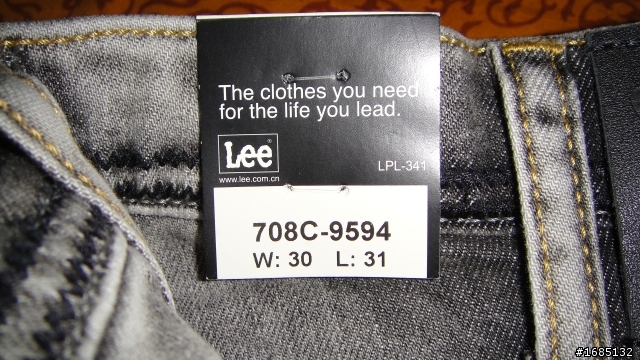 The clothes you need
for the life you lead.
Lee
LPL-341
www.lee.com.cn
708C-9594
W: 30 L: 31
#1685132